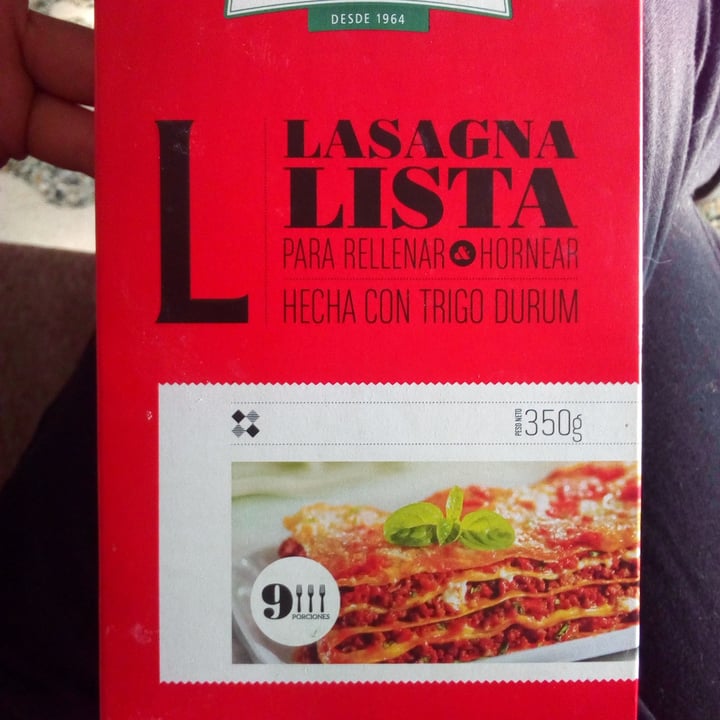 DESDE 1964
L
LASAGNA
LISTA
PARA RELLENAR & HORNEAR
HECHA CON TRIGO DURUM
PESO NETO 350g
9
PORCIONES